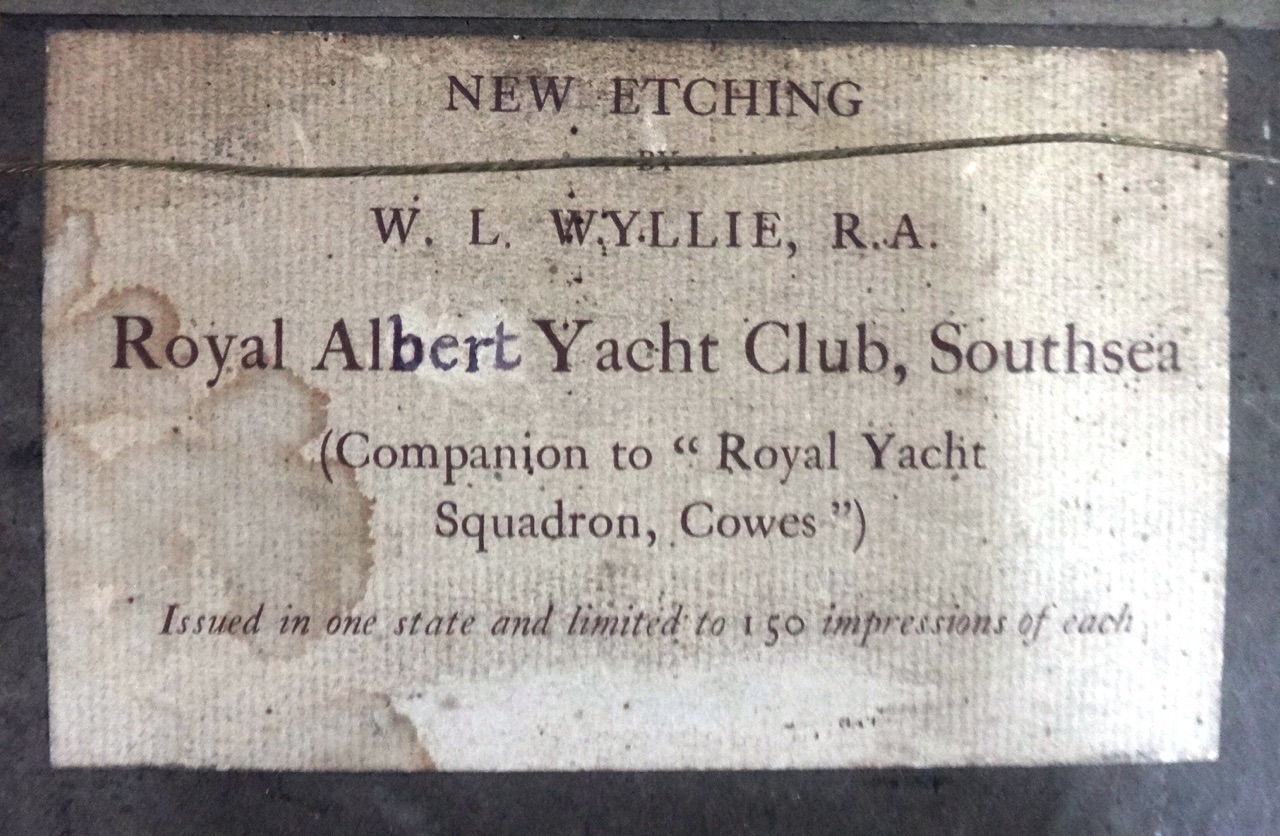 NEW ETCHING
BY
W. L. WYLLIE, R.A.
Royal Albert Yacht Club, Southsea
(Companion to “ Royal Yacht
Squadron, Cowes ”)
Issued in one state and limited to 150 impressions of each